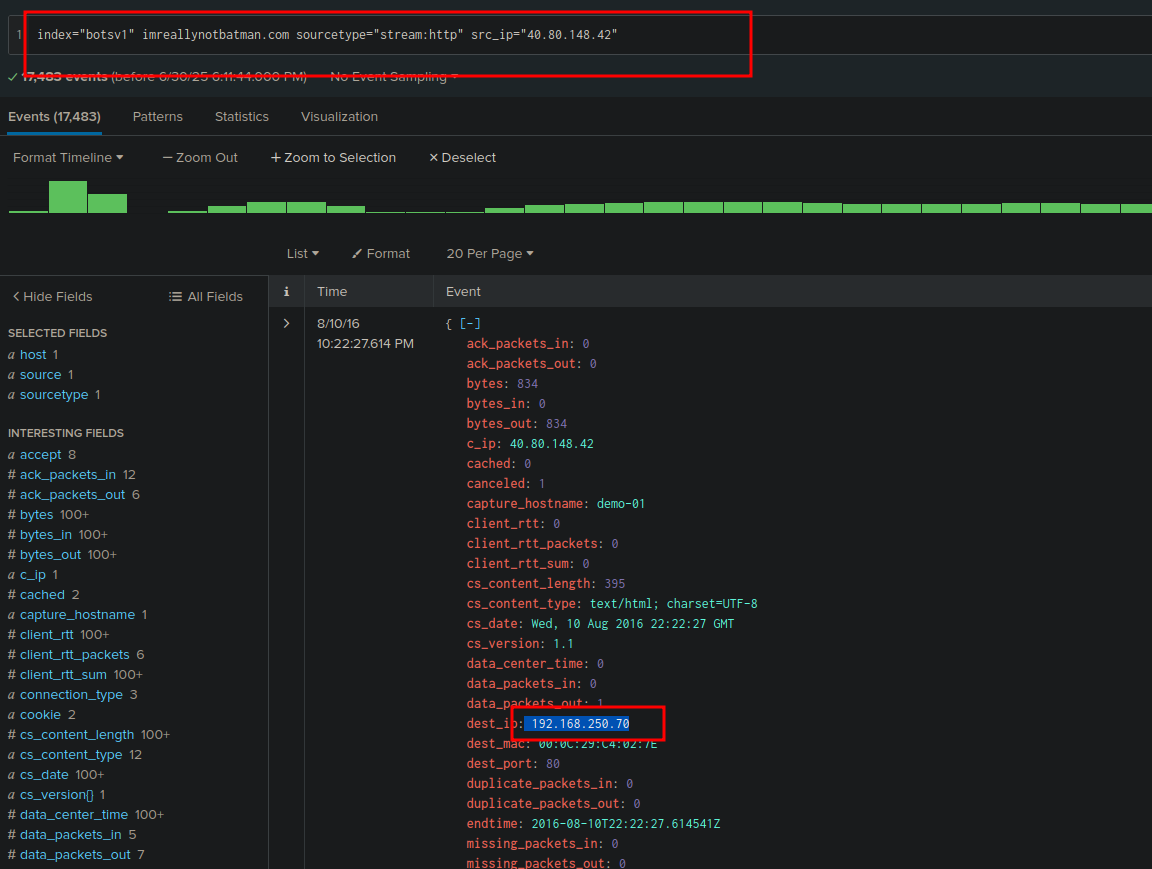 1 index="botsv1" imreallynotbatman.com sourcetype="stream:http" src_ip="40.80.148.42"
✓ 17,483 events (before 6/30/25 6:11:44.000 PM) No Event Sampling ▾
Events (17,483) Patterns Statistics Visualization
Format Timeline ▾ — Zoom Out + Zoom to Selection × Deselect
List ▾ Format 20 Per Page ▾
< Hide Fields All Fields
SELECTED FIELDS
a host 1
a source 1
a sourcetype 1
INTERESTING FIELDS
a accept 8
# ack_packets_in 12
# ack_packets_out 6
# bytes 100+
# bytes_in 100+
# bytes_out 100+
a c_ip 1
# cached 2
a capture_hostname 1
# client_rtt 100+
# client_rtt_packets 6
# client_rtt_sum 100+
a connection_type 3
a cookie 2
# cs_content_length 100+
a cs_content_type 12
a cs_date 100+
a cs_version[] 1
# data_center_time 100+
# data_packets_in 5
# data_packets_out 7
i Time Event
> 8/10/16
10:22:27.614 PM
{ [-]
ack_packets_in: 0
ack_packets_out: 0
bytes: 834
bytes_in: 0
bytes_out: 834
c_ip: 40.80.148.42
cached: 0
canceled: 1
capture_hostname: demo-01
client_rtt: 0
client_rtt_packets: 0
client_rtt_sum: 0
cs_content_length: 395
cs_content_type: text/html; charset=UTF-8
cs_date: Wed, 10 Aug 2016 22:22:27 GMT
cs_version: 1.1
data_center_time: 0
data_packets_in: 0
data_packets_out: 1
dest_ip: 192.168.250.70
dest_mac: 00:0C:29:C4:02:7E
dest_port: 80
duplicate_packets_in: 0
duplicate_packets_out: 0
endtime: 2016-08-10T22:22:27.614541Z
missing_packets_in: 0
missing_packets_out: 0